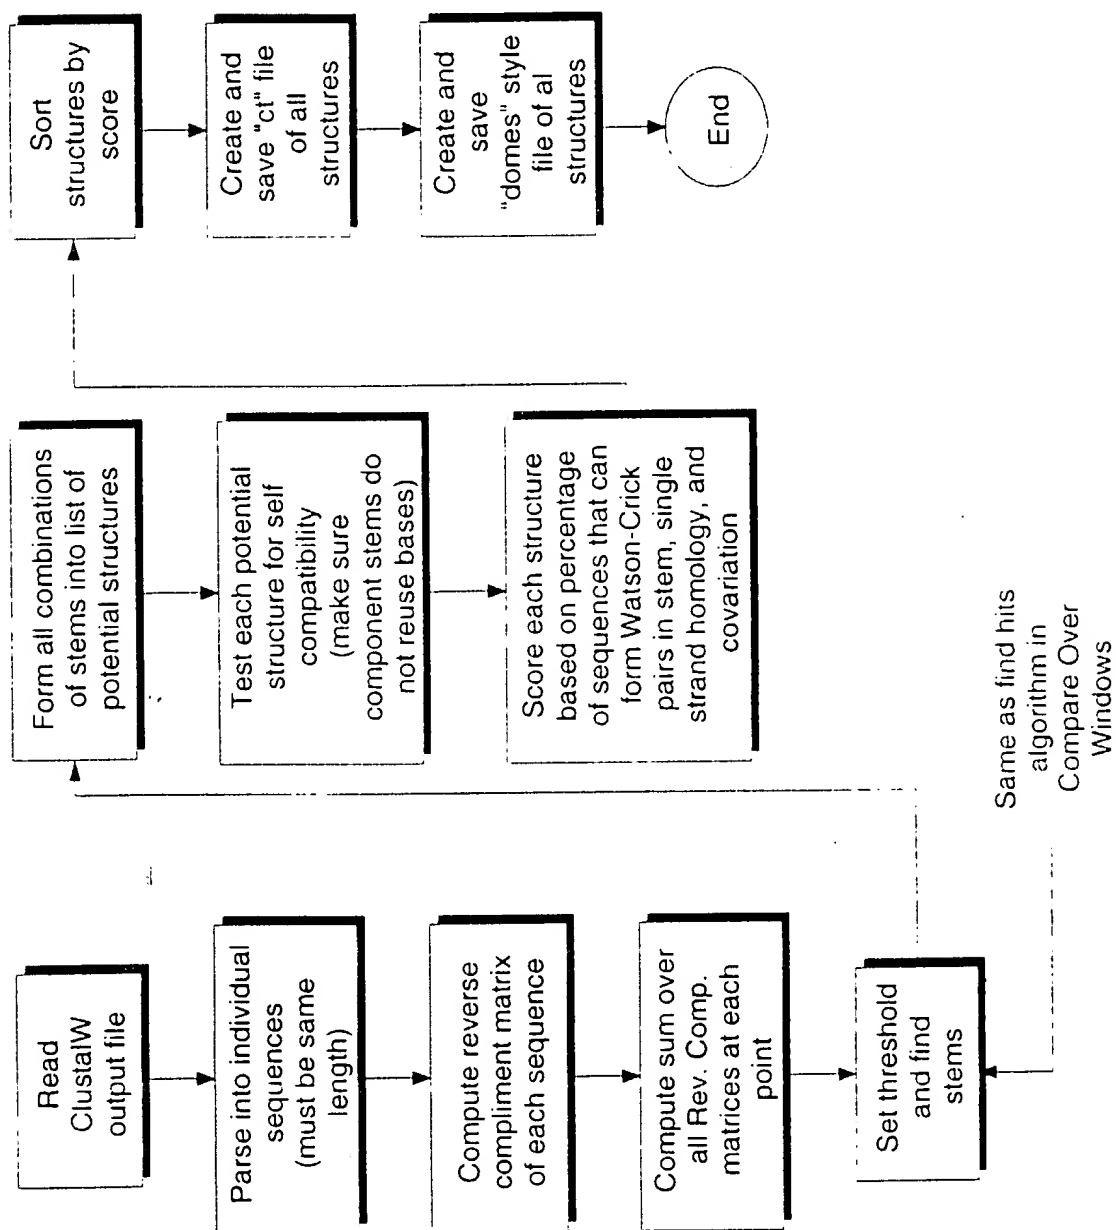 Read
ClustalW
output file
Parse into individual
sequences
(must be same
length)
Compute reverse
compliment matrix
of each sequence
Compute sum over
all Rev. Comp.
matrices at each
point
Set threshold
and find
stems
Same as find hits
algorithm in
Compare Over
Windows
Form all combinations
of stems into list of
potential structures
Test each potential
structure for self
compatibility
(make sure
component stems do
not reuse bases)
Score each structure
based on percentage
of sequences that can
form Watson-Crick
pairs in stem, single
strand homology, and
covariation
Sort
structures by
score
Create and
save "ct" file
of all
structures
Create and
save
"domes" style
file of al
structures
End